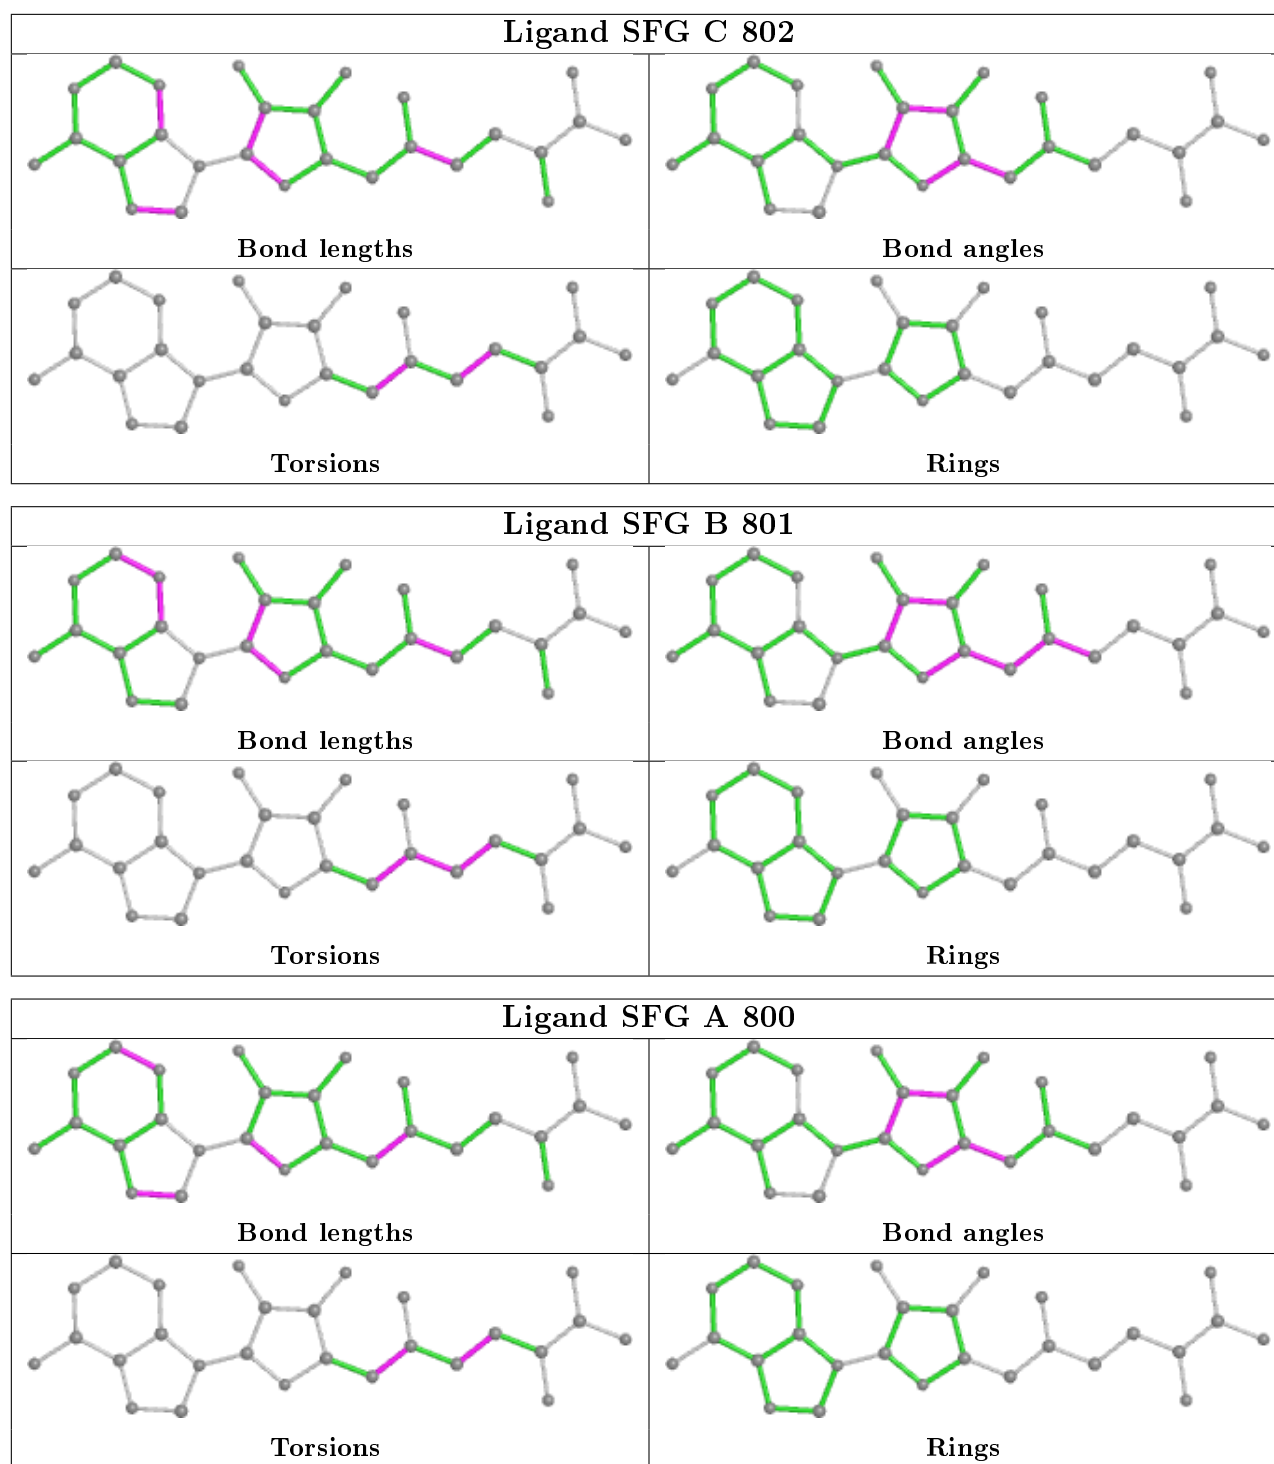 Ligand SFG C 802
Bond lengths
Bond angles
Torsions
Rings
Ligand SFG B 801
Bond lengths
Bond angles
Torsions
Rings
Ligand SFG A 800
Bond lengths
Bond angles
Torsions
Rings